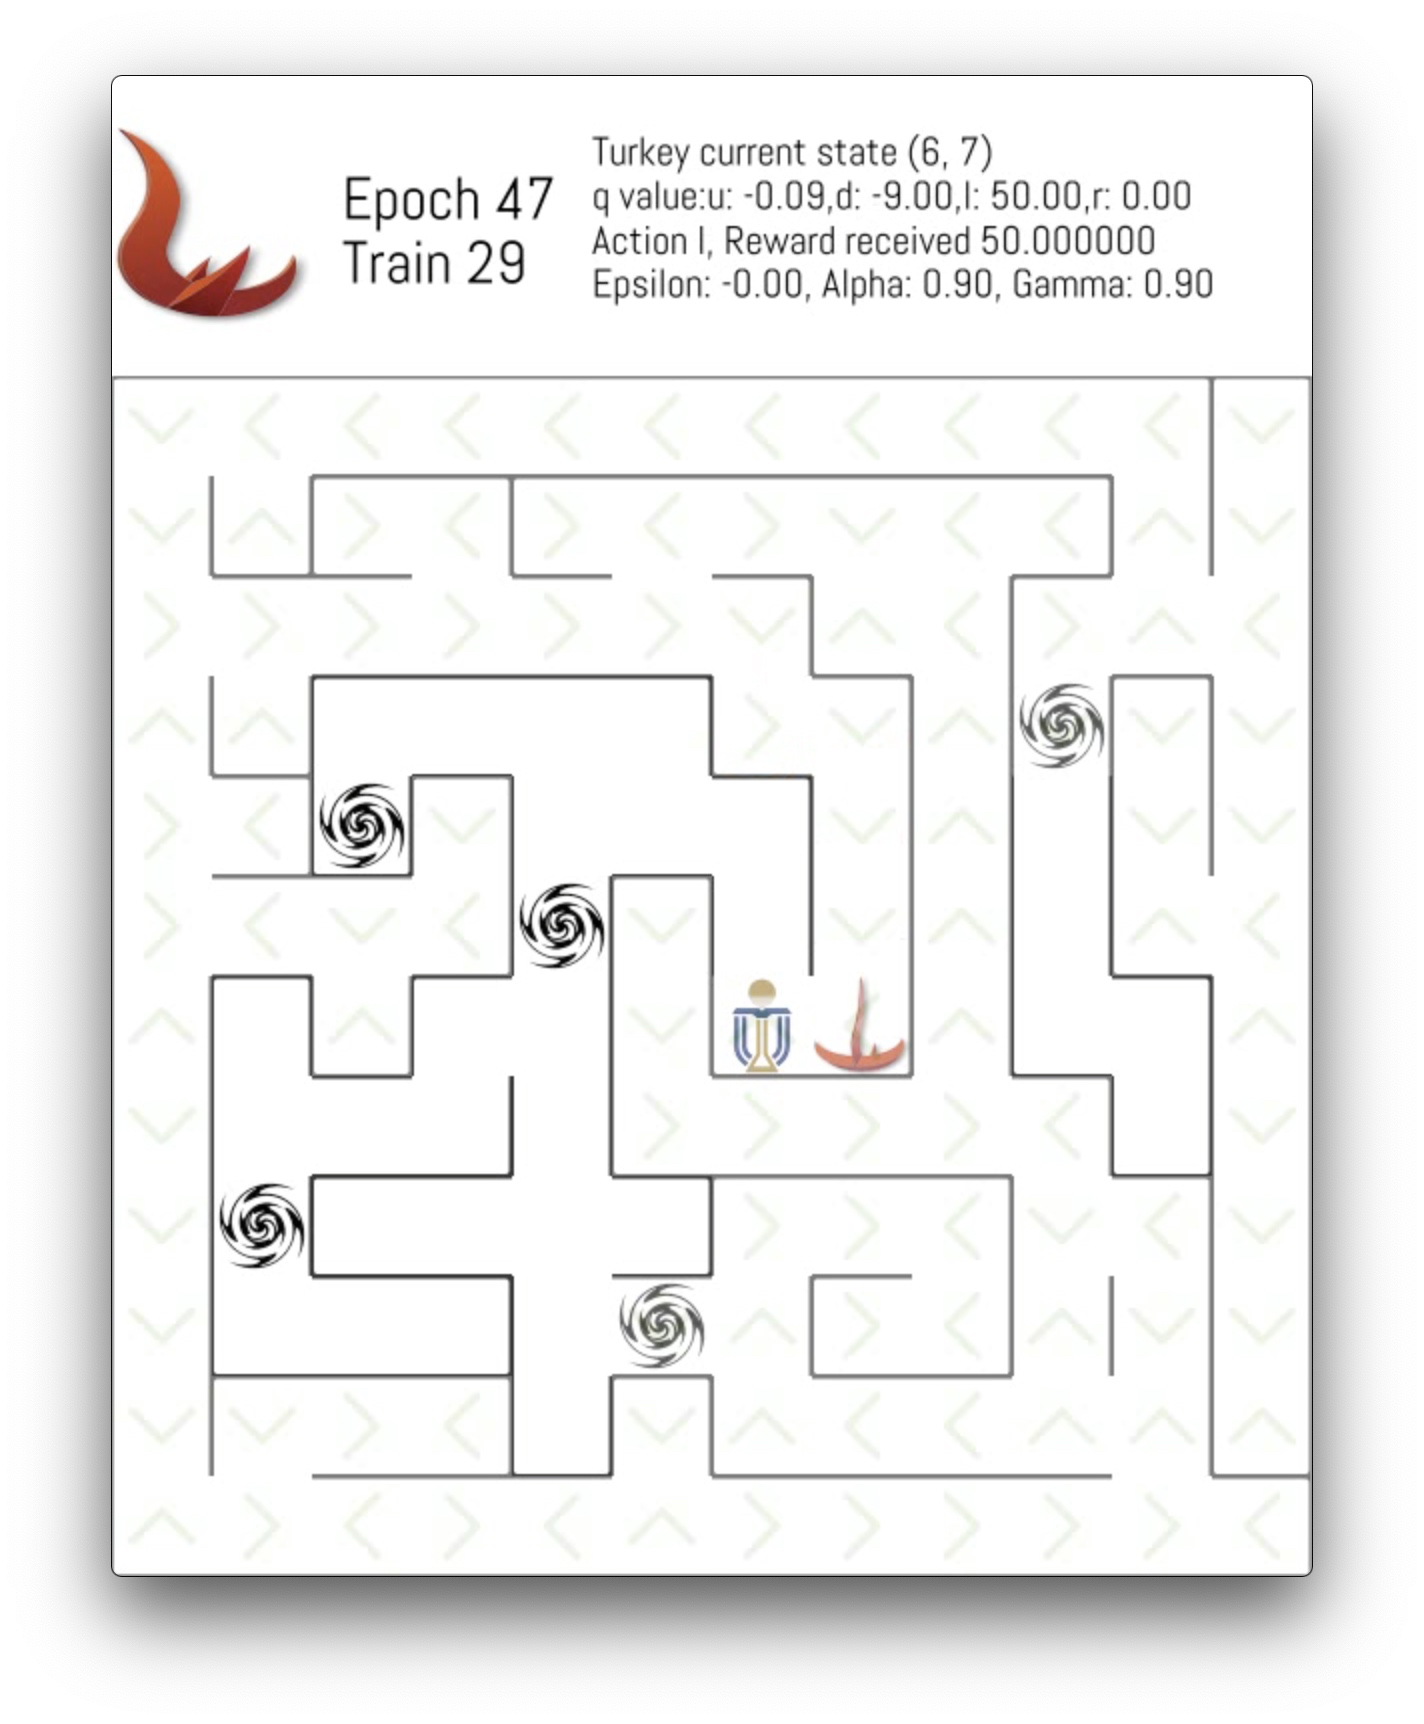 Epoch 47
Train 29
Turkey current state (6, 7)
q value:u: -0.09,d: -9.00,l: 50.00,r: 0.00
Action l, Reward received 50.000000
Epsilon: -0.00, Alpha: 0.90, Gamma: 0.90